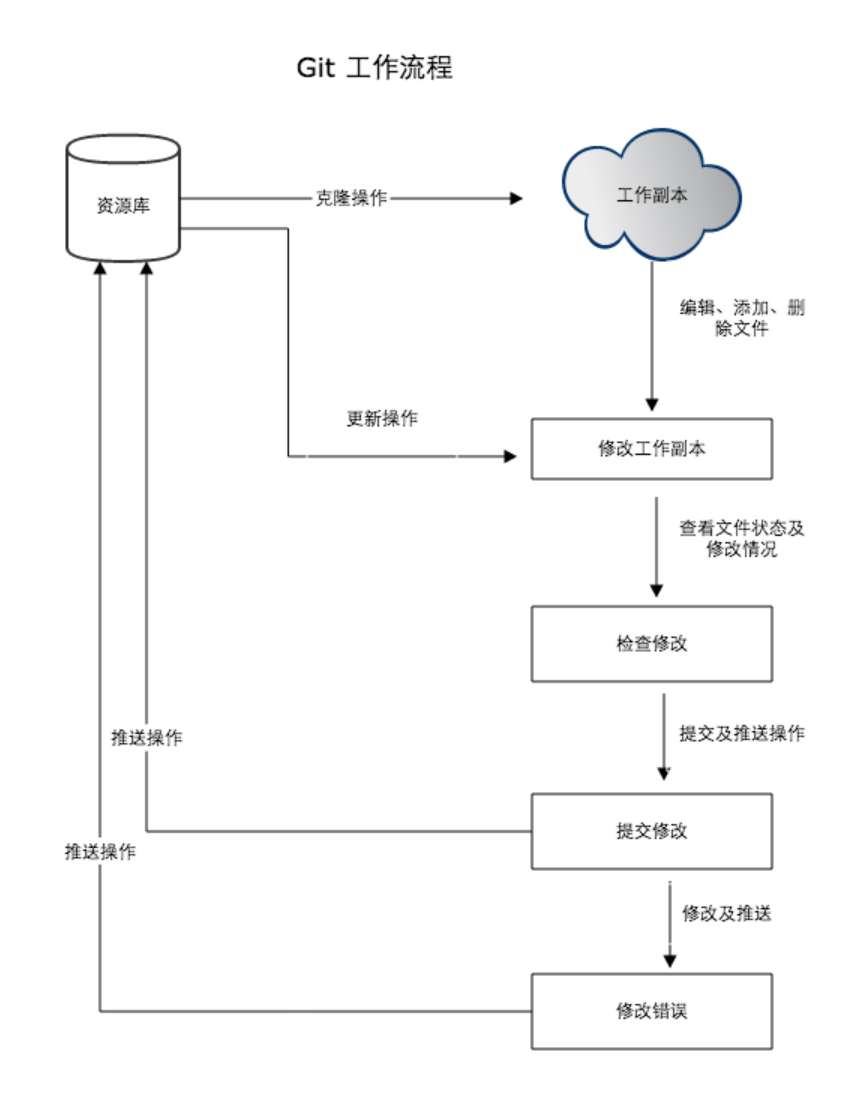 Git 工作流程
资源库
克隆操作
工作副本
编辑、添加、删
除文件
更新操作
修改工作副本
查看文件状态及
修改情况
检查修改
推送操作
提交及推送操作
提交修改
推送操作
修改及推送
修改错误